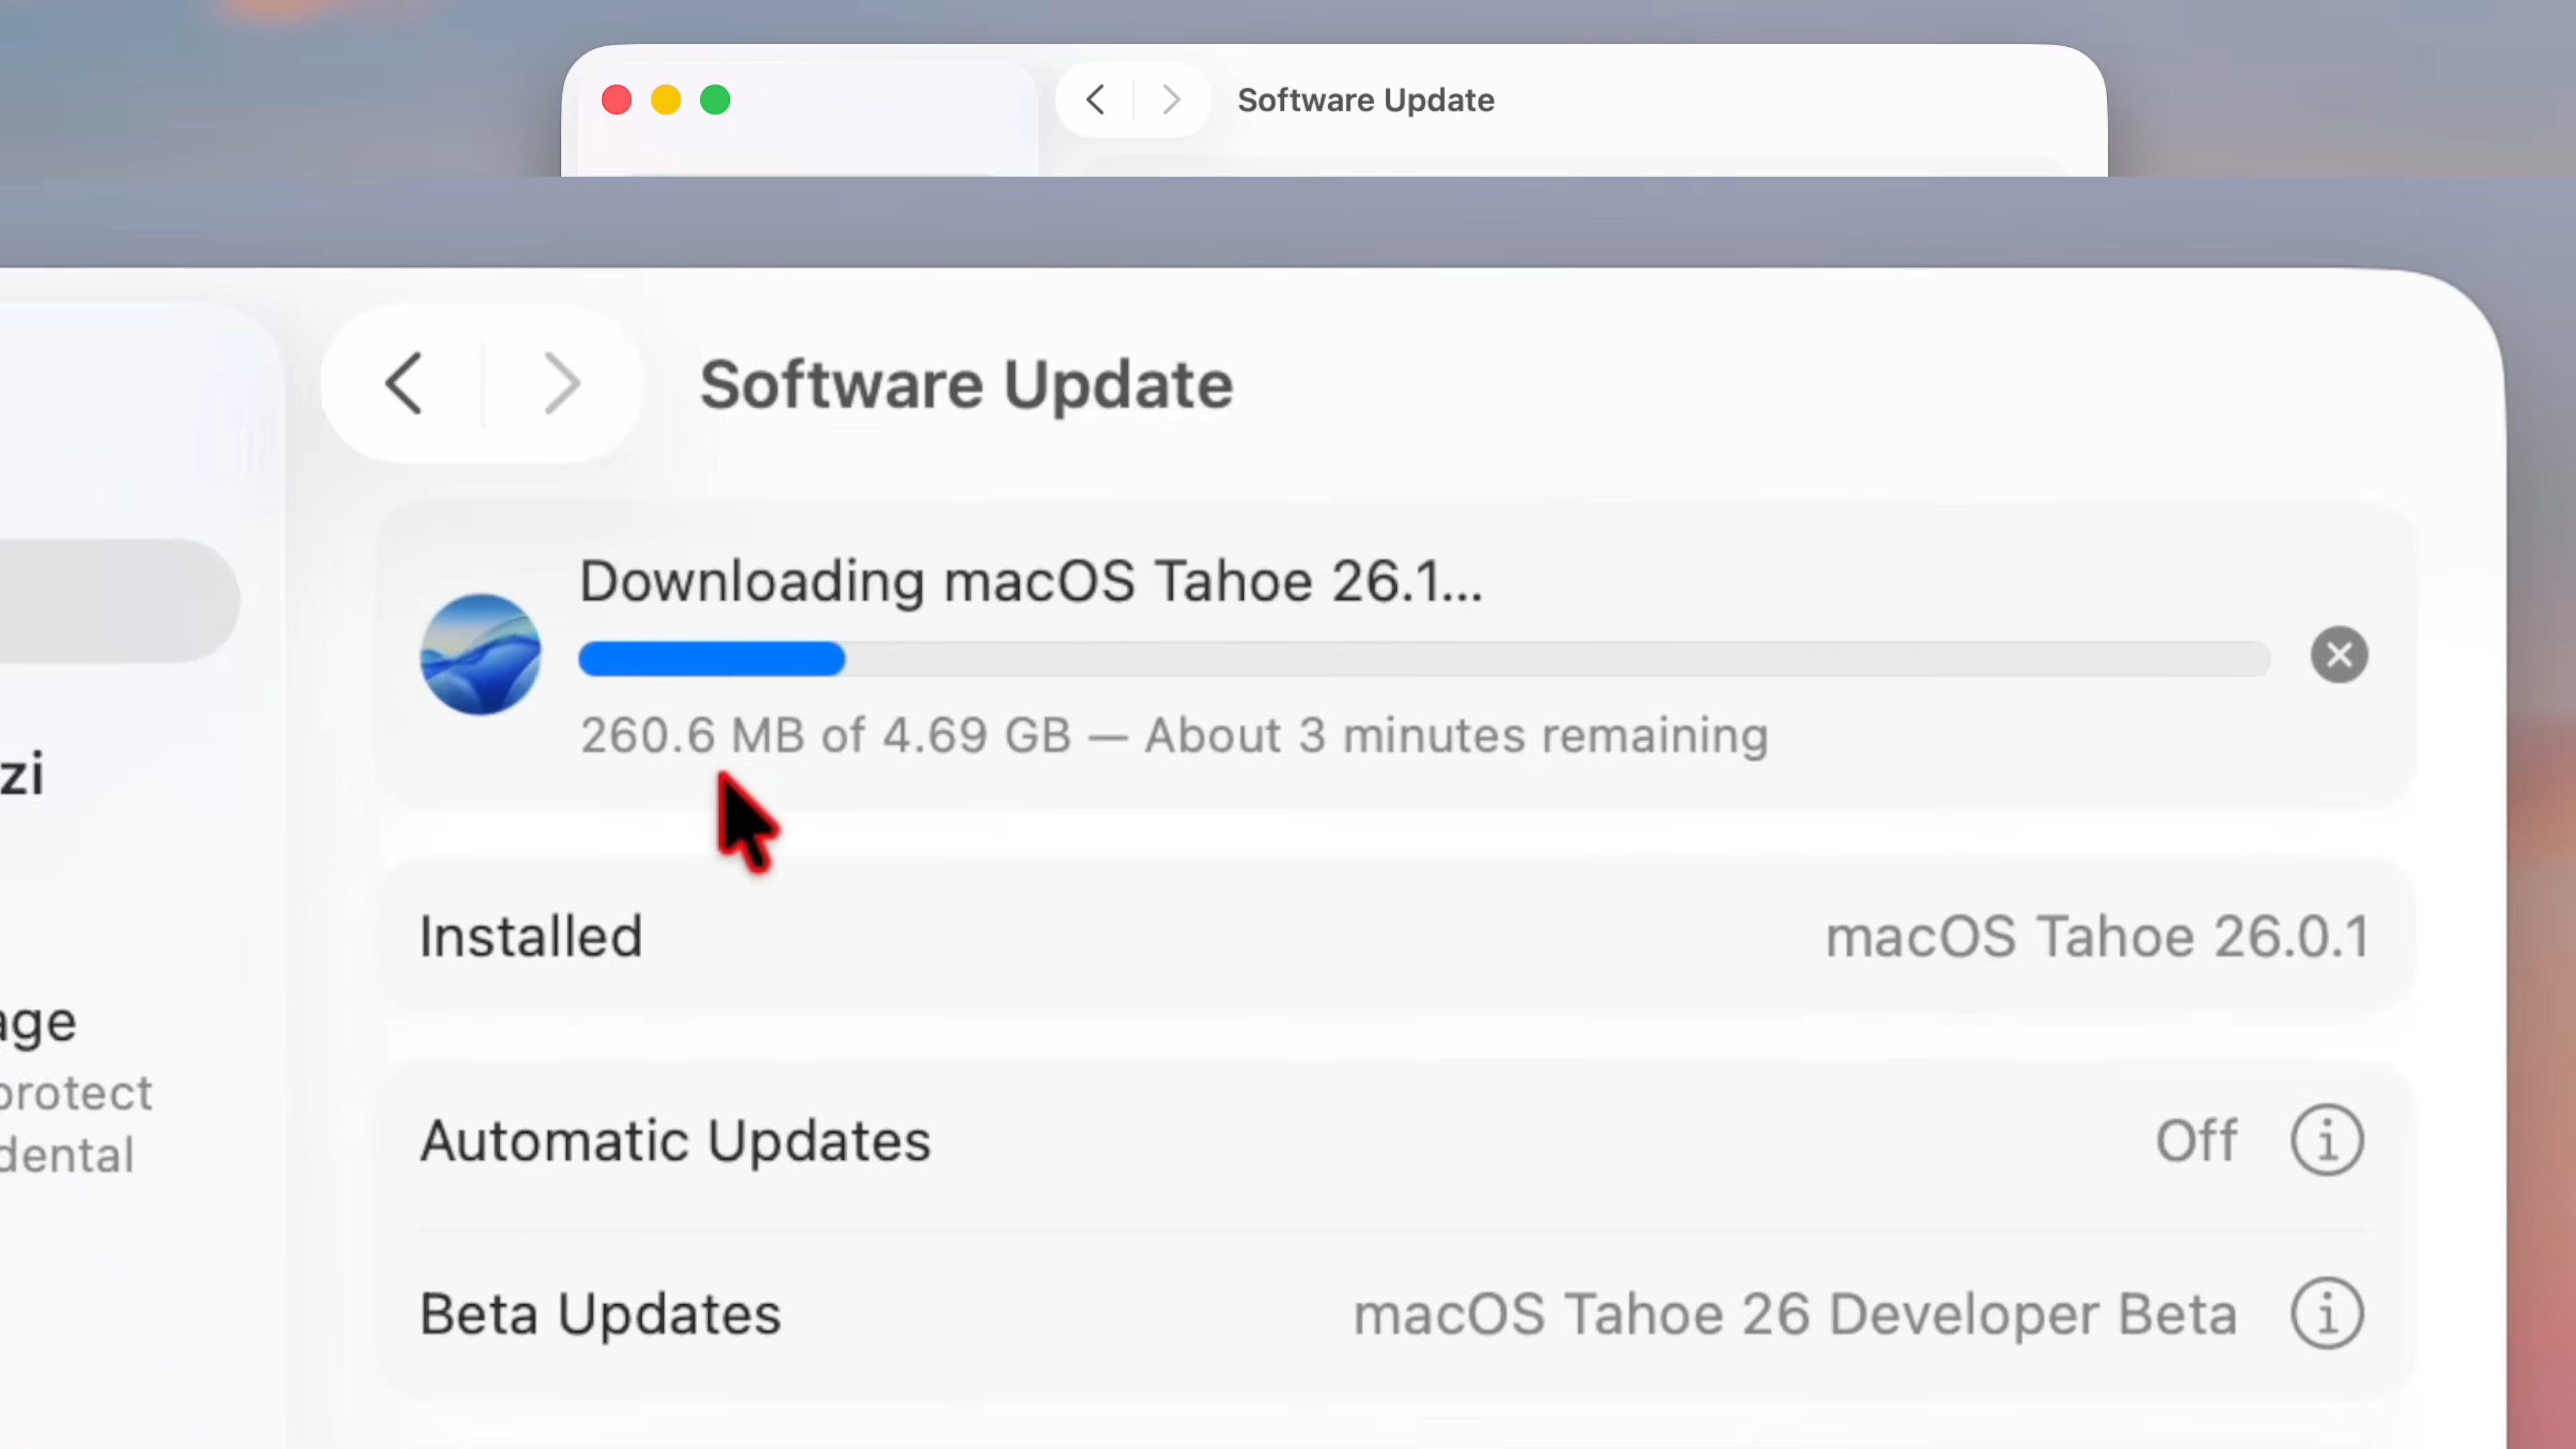 Software Update
Software Update
Downloading macOS Tahoe 26.1...
260.6 MB of 4.69 GB — About 3 minutes remaining
zi
Installed
macOS Tahoe 26.0.1
age
protect
dental
Automatic Updates
Off
Beta Updates
macOS Tahoe 26 Developer Beta